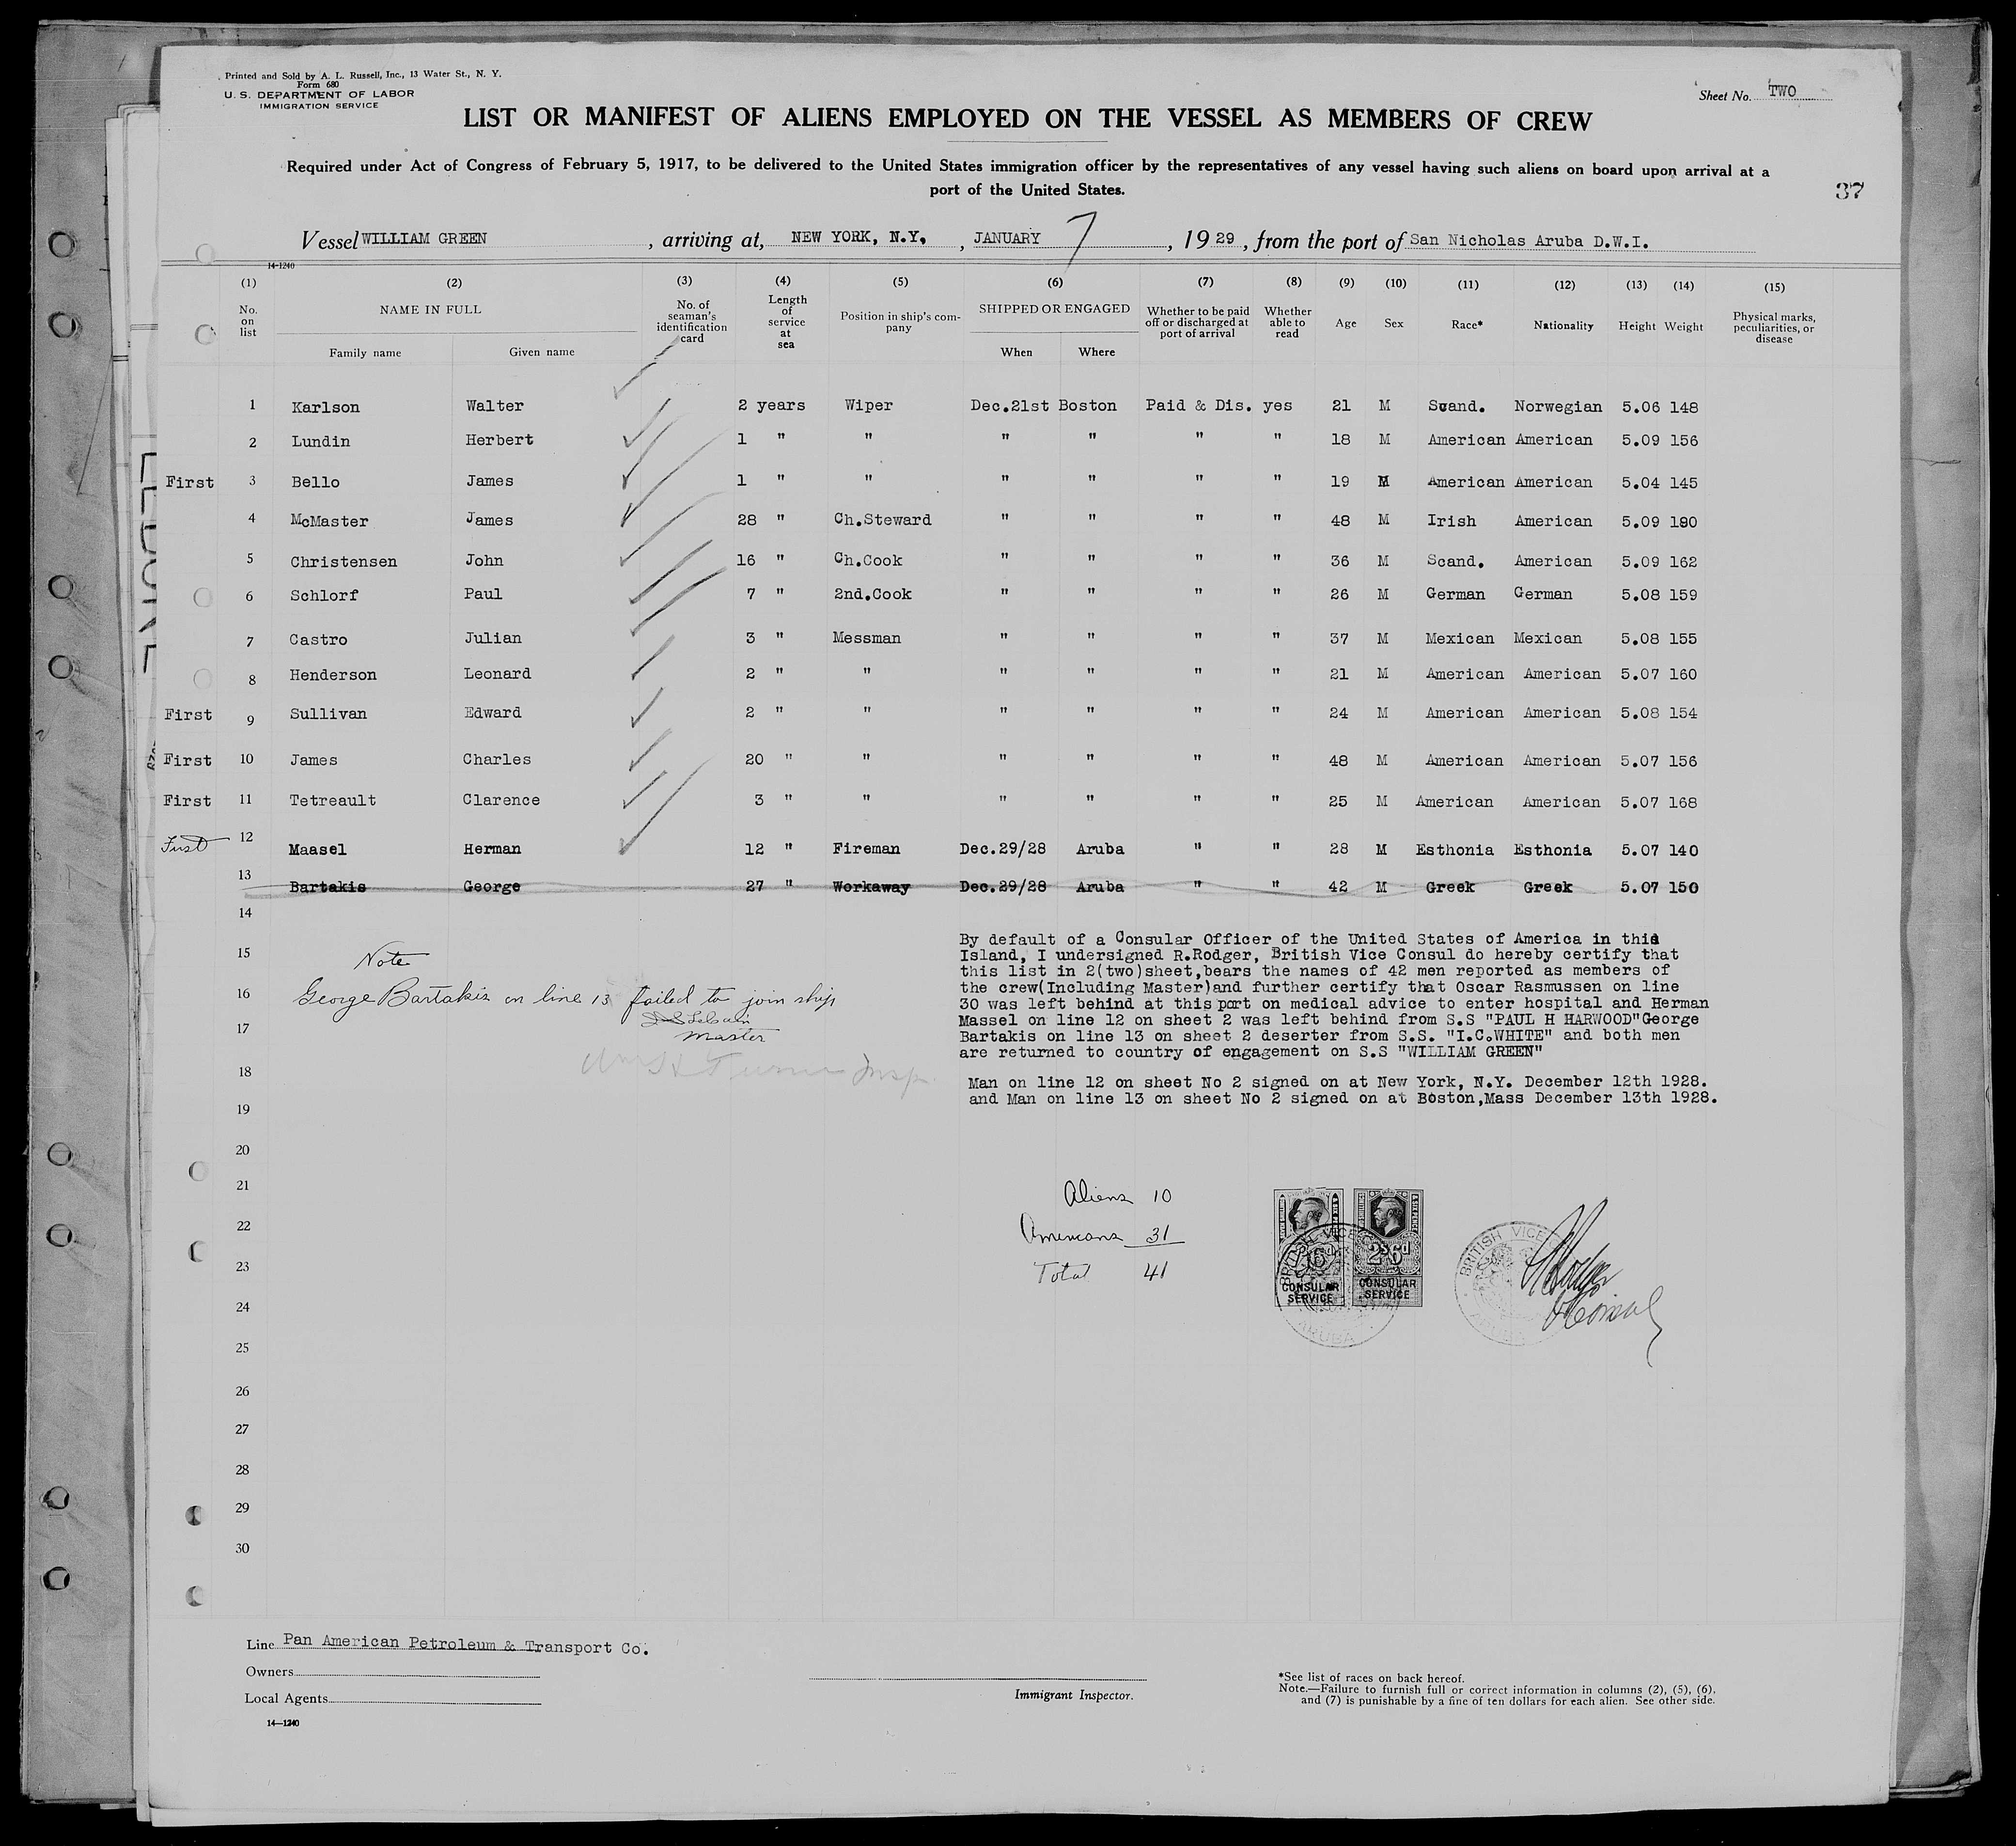 Printed and Sold by A. L. Russell, Inc., 13 Water St., N. Y.
Form 680
U. S. DEPARTMENT OF LABOR
IMMIGRATION SERVICE
Sheet No. TWO
LIST OR MANIFEST OF ALIENS EMPLOYED ON THE VESSEL AS MEMBERS OF CREW
Required under Act of Congress of February 5, 1917, to be delivered to the United States immigration officer by the representatives of any vessel having such aliens on board upon arrival at a
port of the United States.
37
Vessel WILLIAM GREEN, arriving at, NEW YORK, N.Y., JANUARY 7, 1929, from the port of San Nicholas Aruba D.W.I.
14-1240
(1) (2) (3) (4) (5) (6) (7) (8) (9) (10) (11) (12) (13) (14) (15)
No. on list NAME IN FULL Family name Given name No. of seaman's identification card Length of service at sea Position in ship's company SHIPPED OR ENGAGED When Where Whether to be paid off or discharged at port of arrival Whether able to read Age Sex Race* Nationality Height Weight Physical marks, peculiarities, or disease
1 Karlson Walter 2 years Wiper Dec.21st Boston Paid & Dis. yes 21 M Scand. Norwegian 5.06 148
2 Lundin Herbert 1 " " " " " " 18 M American American 5.09 156
First 3 Bello James 1 " " " " " " 19 M American American 5.04 145
4 McMaster James 28 " Ch.Steward " " " " 48 M Irish American 5.09 180
5 Christensen John 16 " Ch.Cook " " " " 36 M Scand. American 5.09 162
6 Schlorf Paul 7 " 2nd.Cook " " " " 26 M German German 5.08 159
7 Castro Julian 3 " Messman " " " " 37 M Mexican Mexican 5.08 155
8 Henderson Leonard 2 " " " " " " 21 M American American 5.07 160
First 9 Sullivan Edward 2 " " " " " " 24 M American American 5.08 154
First 10 James Charles 20 " " " " " " 48 M American American 5.07 156
First 11 Tetreault Clarence 3 " " " " " " 25 M American American 5.07 168
First 12 Maasel Herman 12 " Fireman Dec.29/28 Aruba " " 28 M Esthonia Esthonia 5.07 140
13 Bartakis George 27 " Workaway Dec.29/28 Aruba " " 42 M Greek Greek 5.07 150
14
By default of a Consular Officer of the United States of America in this
15
Island, I undersigned R.Rodger, British Vice Consul do hereby certify that
Note
this list in 2(two)sheet,bears the names of 42 men reported as members of
16
the crew(Including Master)and further certify that Oscar Rasmussen on line
George Bartakis on line 13 failed to join ship
30 was left behind at this port on medical advice to enter hospital and Herman
17
Massel on line 12 on sheet 2 was left behind from S.S "PAUL H HARWOOD"George
Master
Bartakis on line 13 on sheet 2 deserter from S.S. "I.C.WHITE" and both men
are returned to country of engagement on S.S "WILLIAM GREEN"
Turner Insp.
18
Man on line 12 on sheet No 2 signed on at New York, N.Y. December 12th 1928.
19
and Man on line 13 on sheet No 2 signed on at Boston,Mass December 13th 1928.
20
21
Aliens 10
22
Americans 31
23
Total 41
BRITISH VICE
CONSULAR SERVICE
ARUBA
2s6d
CONSULAR SERVICE
BRITISH VICE
24
25
26
27
28
29
30
Line Pan American Petroleum & Transport Co.
Owners
Local Agents
14—1240
Immigrant Inspector.
*See list of races on back hereof.
Note.—Failure to furnish full or correct information in columns (2), (5), (6),
and (7) is punishable by a fine of ten dollars for each alien. See other side.